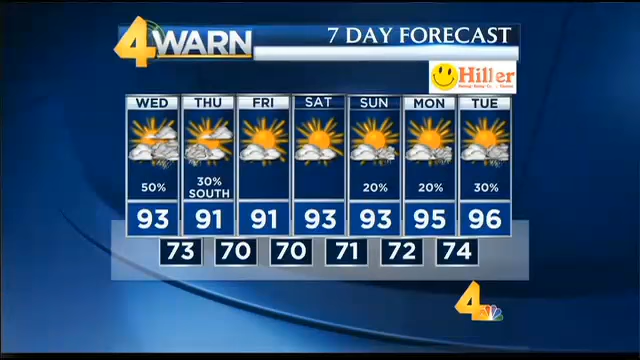 4WARN
7 DAY FORECAST
Hiller
WED THU FRI SAT SUN MON TUE
50% 30% SOUTH 20% 20% 30%
93 91 91 93 93 95 96
73 70 70 71 72 74
4